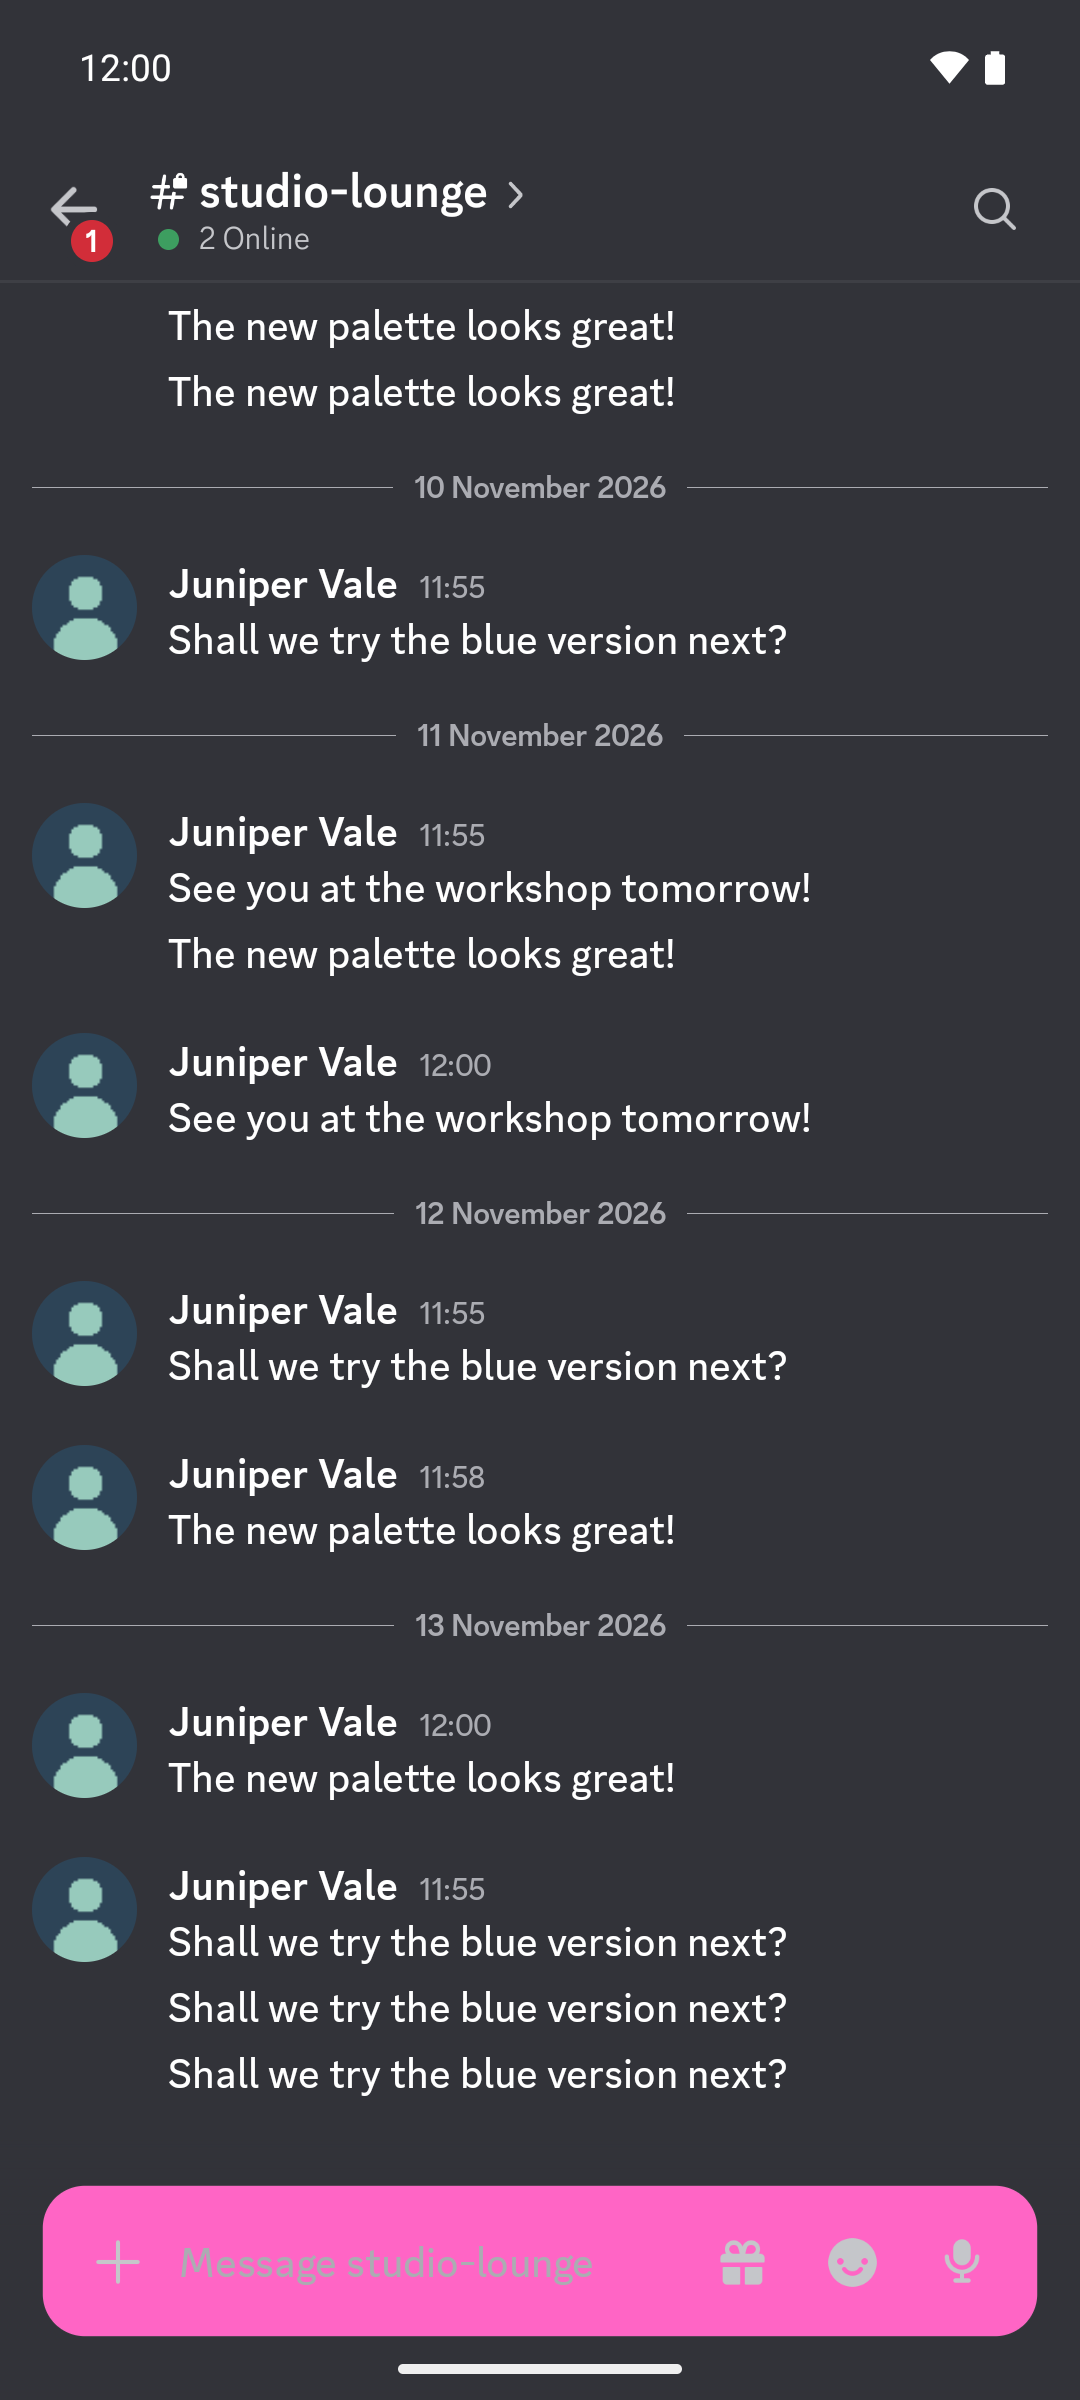 12:00
studio-lounge
1
2 Online
The new palette looks great!
The new palette looks great!
10 November 2026
Juniper Vale 11:55
Shall we try the blue version next?
11 November 2026
Juniper Vale 11:55
See you at the workshop tomorrow!
The new palette looks great!
Juniper Vale 12:00
See you at the workshop tomorrow!
12 November 2026
Juniper Vale 11:55
Shall we try the blue version next?
Juniper Vale 11:58
The new palette looks great!
13 November 2026
Juniper Vale 12:00
The new palette looks great!
Juniper Vale 11:55
Shall we try the blue version next?
Shall we try the blue version next?
Shall we try the blue version next?
Message studio-lounge